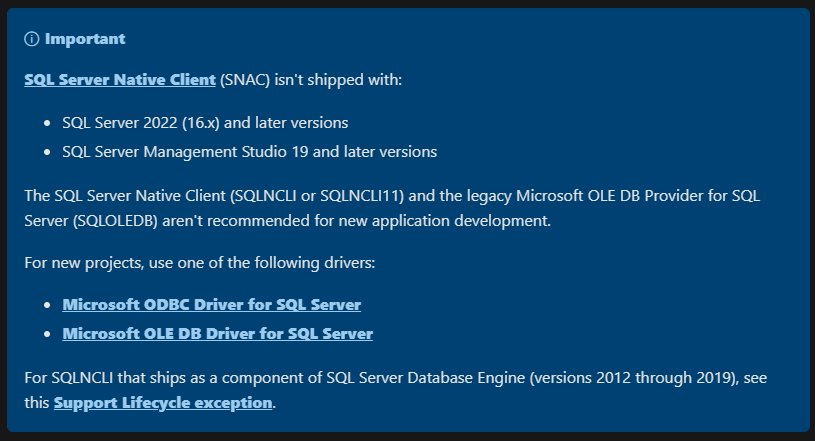 Important
SQL Server Native Client (SNAC) isn't shipped with:
• SQL Server 2022 (16.x) and later versions
• SQL Server Management Studio 19 and later versions
The SQL Server Native Client (SQLNCLI or SQLNCLI11) and the legacy Microsoft OLE DB Provider for SQL
Server (SQLOLEDB) aren't recommended for new application development.
For new projects, use one of the following drivers:
• Microsoft ODBC Driver for SQL Server
• Microsoft OLE DB Driver for SQL Server
For SQLNCLI that ships as a component of SQL Server Database Engine (versions 2012 through 2019), see
this Support Lifecycle exception.